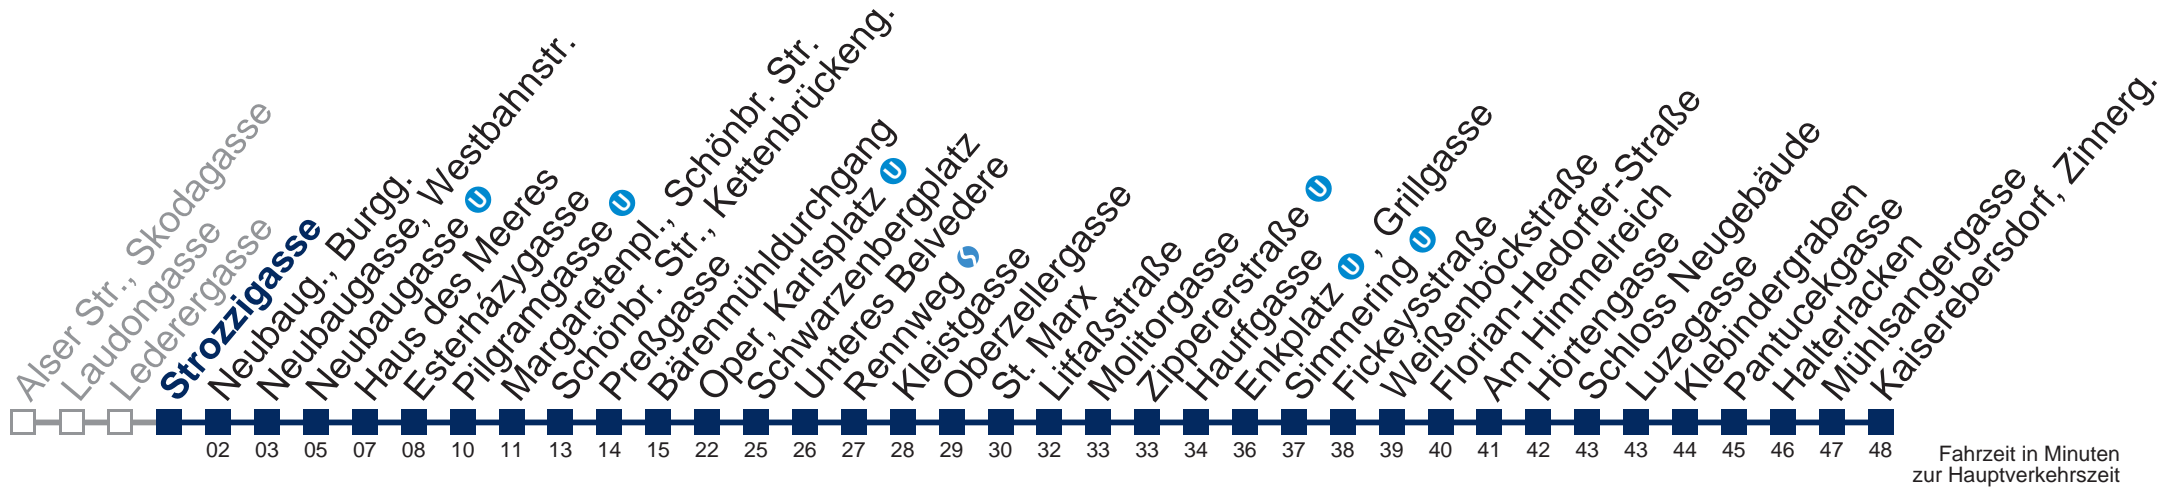 Alser Str., Skodagasse
Laudongasse
Lederergasse
Strozzigasse
Neubaug., Burgg.
Neubaugasse, Westbahnstr.
Neubaugasse U
Haus des Meeres
Esterházygasse
Pilgramgasse U
Margaretenpl., Schönbr. Str.
Schönbr. Str., Kettenbrückeng.
Preßgasse
Bärenmühldurchgang
Oper, Karlsplatz U
Schwarzenbergplatz
Unteres Belvedere
Rennweg S
Kleistgasse
Oberzellergasse
St. Marx
Litfaßstraße
Molitorgasse
Zippererstraße U
Hauffgasse
Enkplatz U , Grillgasse
Simmering U
Fickeysstraße
Weißenböckstraße
Florian-Hedorfer-Straße
Am Himmelreich
Hörtengasse
Schloss Neugebäude
Luzegasse
Klebindergraben
Pantucekgasse
Halterlacken
Mühlsangergasse
Kaiserebersdorf, Zinnerg.
02 03 05 07 08 10 11 13 14 15 22 25 26 27 28 29 30 32 33 33 34 36 37 38 39 40 41 42 43 43 44 45 46 47 48
Fahrzeit in Minuten
zur Hauptverkehrszeit